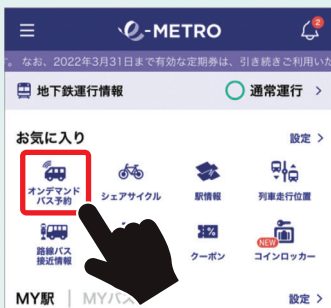 e-METRO
2
。 なお、2022年3月31日まで有効な定期券は、引き続きご利用いた
地下鉄運行情報
通常運行 >
お気に入り
設定 >
オンデマンド
バス予約
シェアサイクル
駅情報
列車走行位置
路線バス
接近情報
クーポン
NEW
コインロッカー
MY駅 | MYバス
設定 >